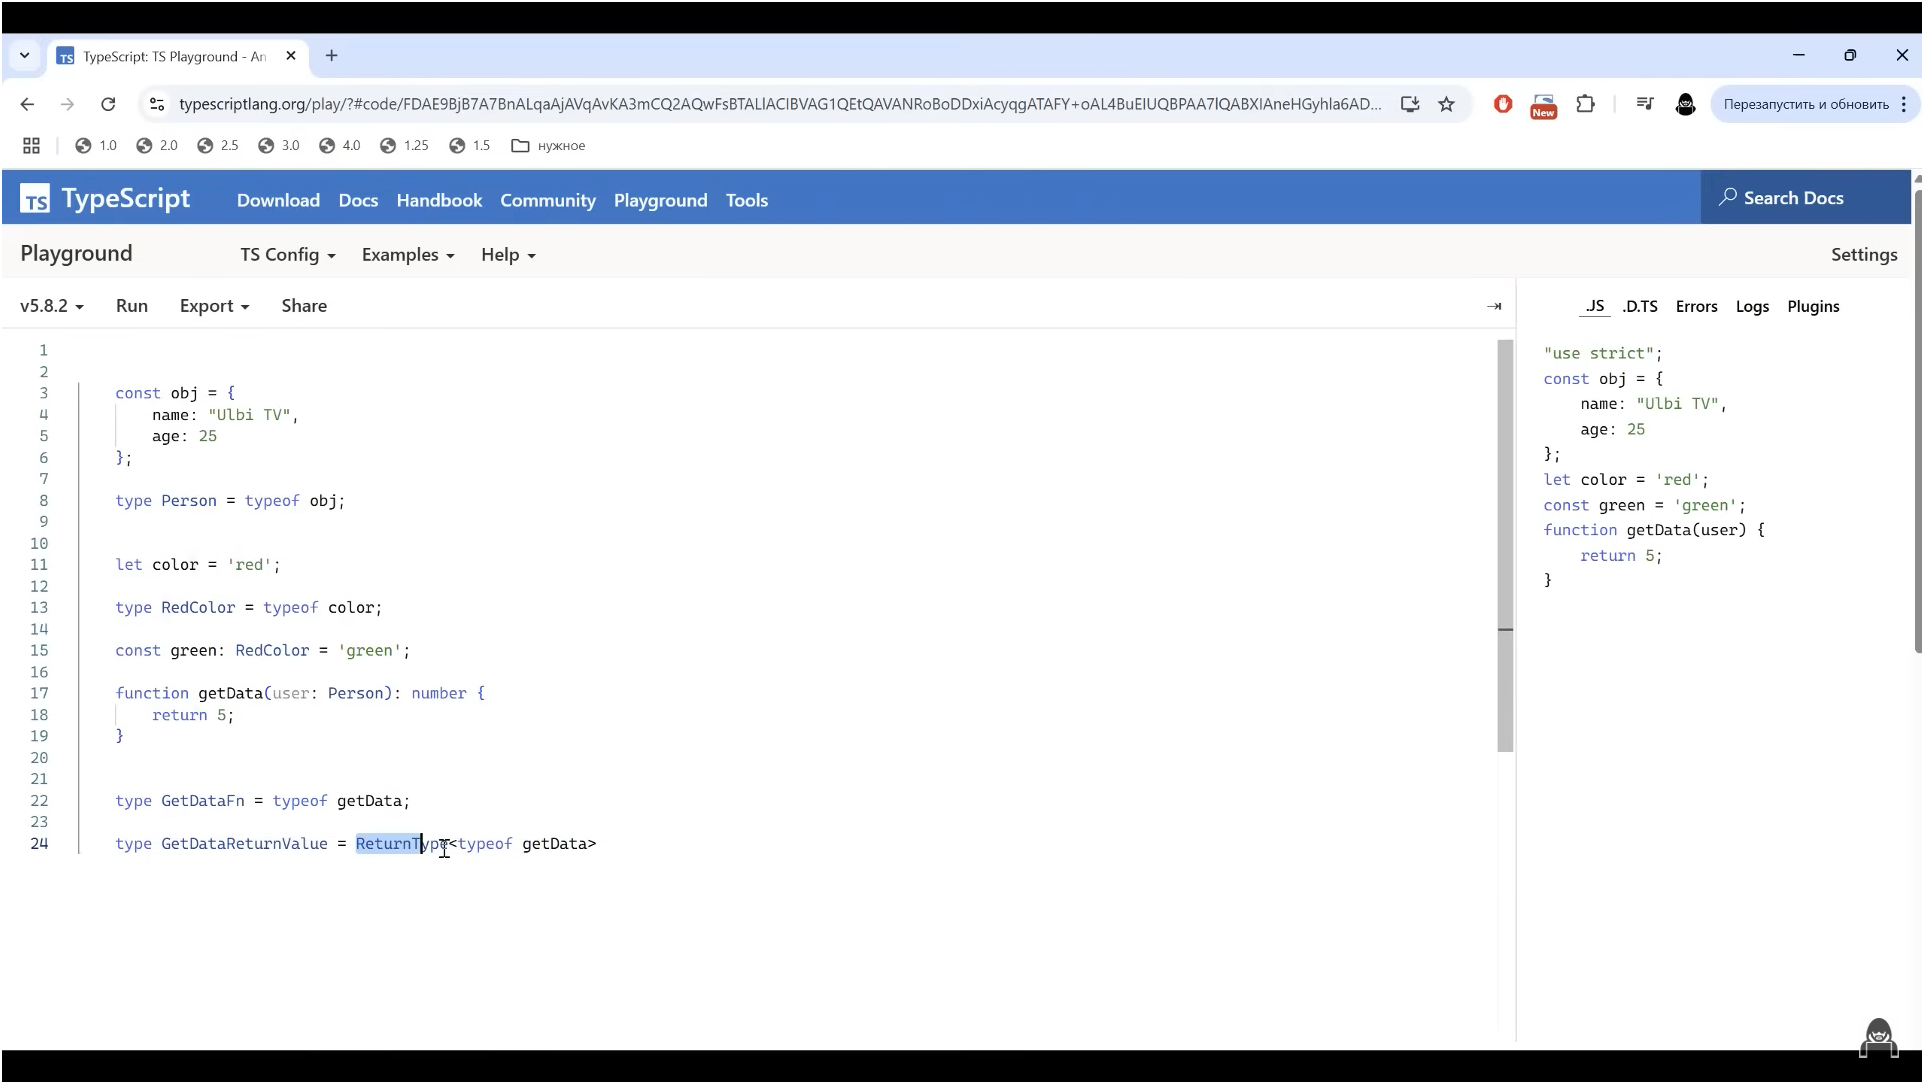 TS TypeScript: TS Playground - An
typescriptlang.org/play/?#code/FDAE9BjB7A7BnALqaAjAVqAvKA3mCQ2AQwFsBTALlACIBVAG1QEtQAVANRoBoDDxiAcyqgATAFY+oAL4BuEIUQBPAA7lQABXIAneHGyhla6AD...
New
Перезапустить и обновить
1.0 2.0 2.5 3.0 4.0 1.25 1.5 нужное
TS TypeScript Download Docs Handbook Community Playground Tools Search Docs
Playground TS Config Examples Help Settings
v5.8.2 Run Export Share
.JS .D.TS Errors Logs Plugins
1
2
3 const obj = {
4 name: "Ulbi TV",
5 age: 25
6 };
7
8 type Person = typeof obj;
9
10
11 let color = 'red';
12
13 type RedColor = typeof color;
14
15 const green: RedColor = 'green';
16
17 function getData(user: Person): number {
18 return 5;
19 }
20
21
22 type GetDataFn = typeof getData;
23
24 type GetDataReturnValue = ReturnType<typeof getData>
"use strict";
const obj = {
name: "Ulbi TV",
age: 25
};
let color = 'red';
const green = 'green';
function getData(user) {
return 5;
}